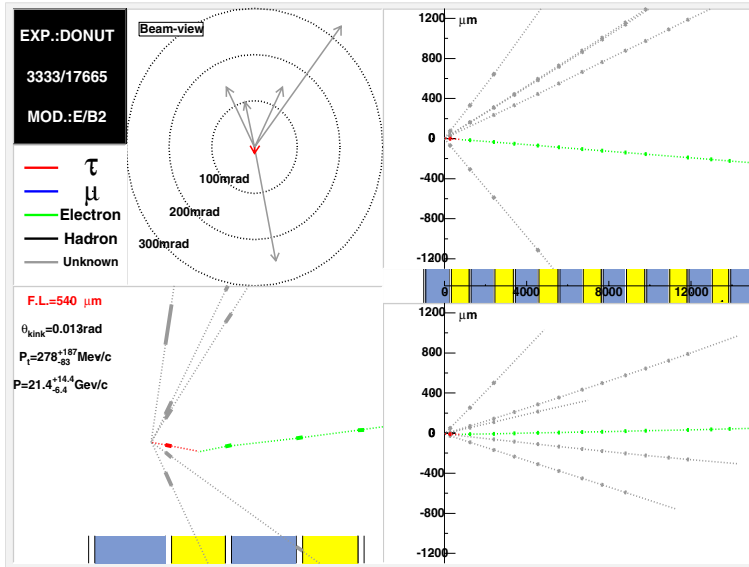 EXP.:DONUT
3333/17665
MOD.:E/B2
τ
μ
Electron
Hadron
Unknown
Beam-view
100mrad
200mrad
300mrad
F.L.=540 μm
θkink=0.013rad
Pt=278+187-83Mev/c
P=21.4+14.4-6.4Gev/c
μm
1200
800
400
0
-400
-800
-1200
0
4000
8000
12000
μm
1200
800
400
0
-400
-800
-1200